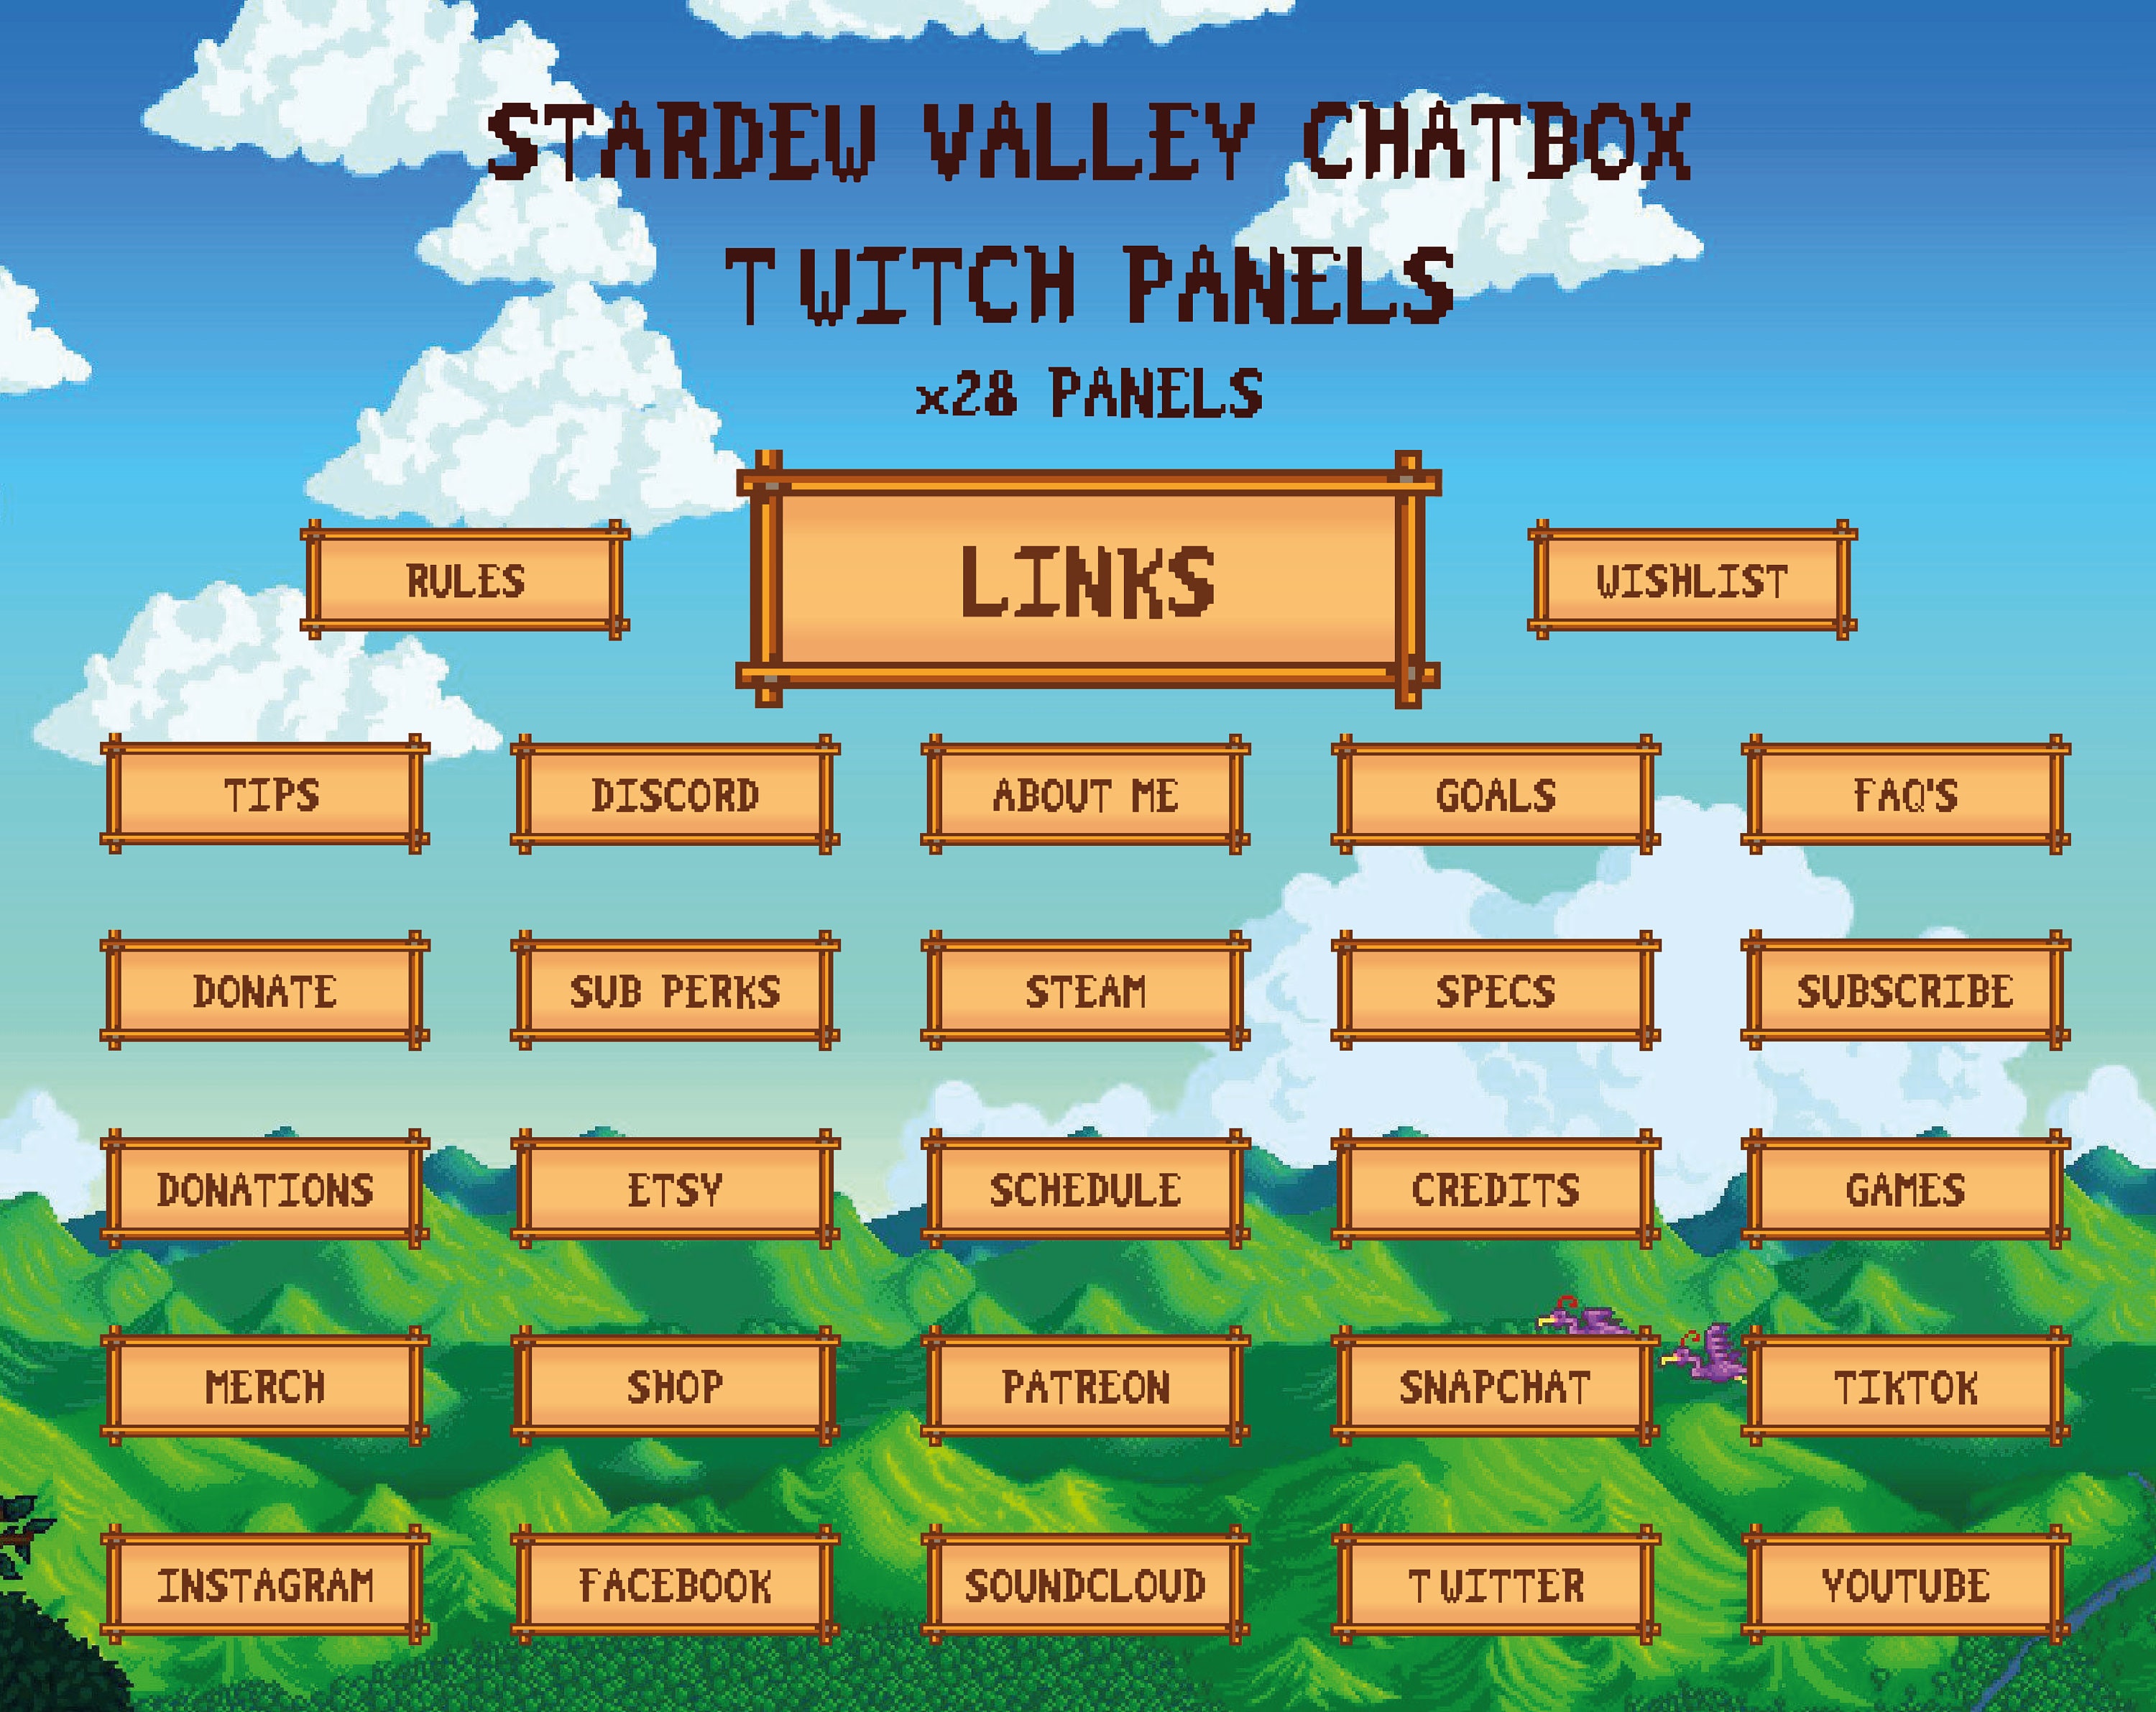 STARDEW VALLEY CHATBOX
TWITCH PANELS
x28 PANELS
RULES
LINKS
WISHLIST
TIPS
DISCORD
ABOUT ME
GOALS
FAQ'S
DONATE
SUB PERKS
STEAM
SPECS
SUBSCRIBE
DONATIONS
ETSY
SCHEDULE
CREDITS
GAMES
MERCH
SHOP
PATREON
SNAPCHAT
TIKTOK
INSTAGRAM
FACEBOOK
SOUNDCLOUD
TWITTER
YOUTUBE